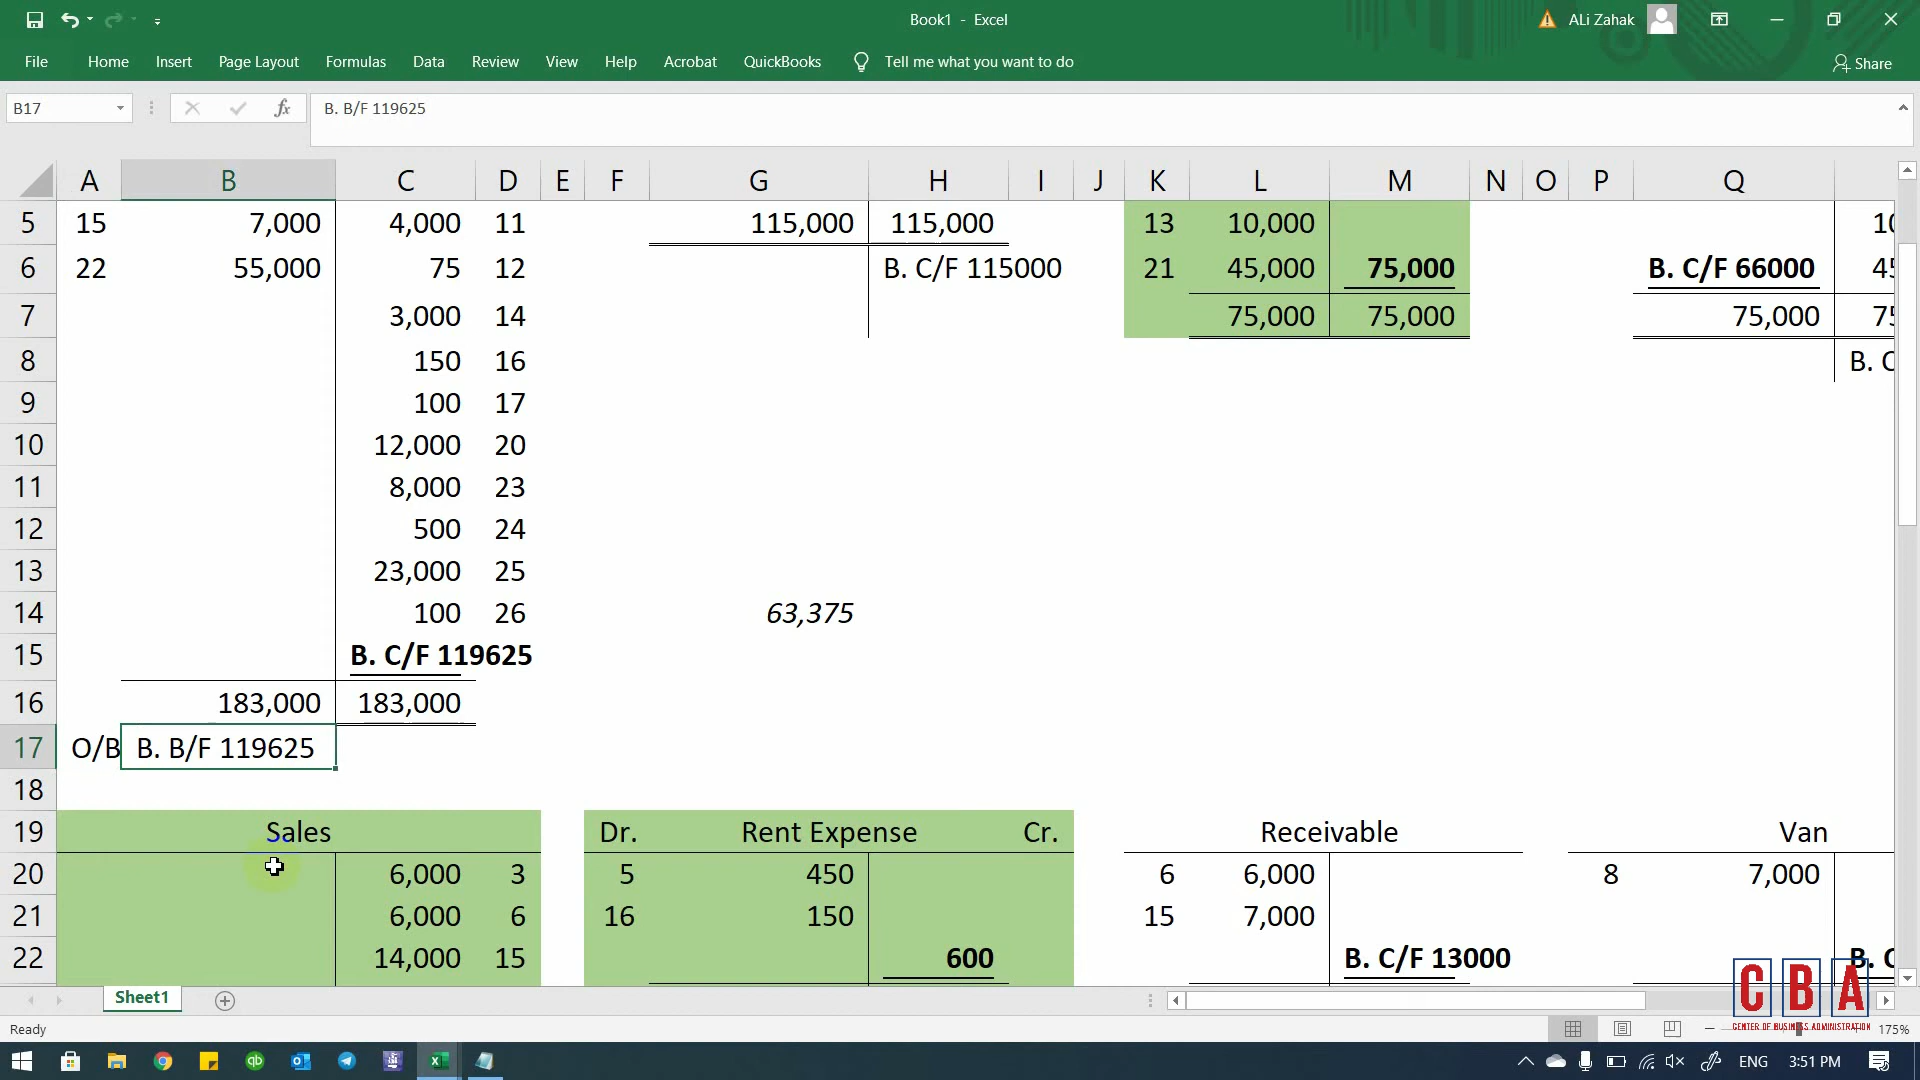 Book1 - Excel
ALi Zahak
File Home Insert Page Layout Formulas Data Review View Help Acrobat QuickBooks Tell me what you want to do Share
B17 fx B. B/F 119625
A B C D E F G H I J K L M N O P Q
5 15 7,000 4,000 11 115,000 115,000 13 10,000
6 22 55,000 75 12 B. C/F 115000 21 45,000 75,000 B. C/F 66000
7 3,000 14 75,000 75,000 75,000
8 150 16
9 100 17
10 12,000 20
11 8,000 23
12 500 24
13 23,000 25
14 100 26 63,375
15 B. C/F 119625
16 183,000 183,000
17 O/B B. B/F 119625
18
19 Sales Dr. Rent Expense Cr. Receivable Van
20 6,000 3 5 450 6 6,000 8 7,000
21 6,000 6 16 150 15 7,000
22 14,000 15 600 B. C/F 13000
CBA
CENTER OF BUSINESS ADMINISTRATION
Sheet1
Ready 175%
ENG 3:51 PM